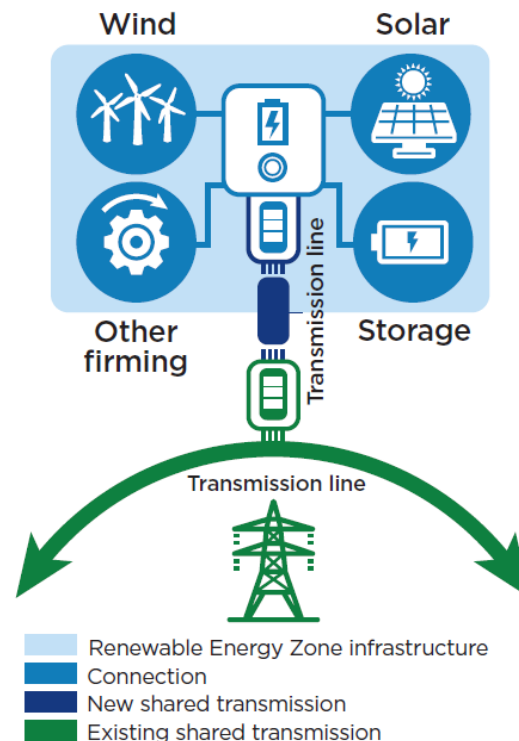 Wind
Solar
Other
firming
Storage
Transmission line
Transmission line
Renewable Energy Zone infrastructure
Connection
New shared transmission
Existing shared transmission